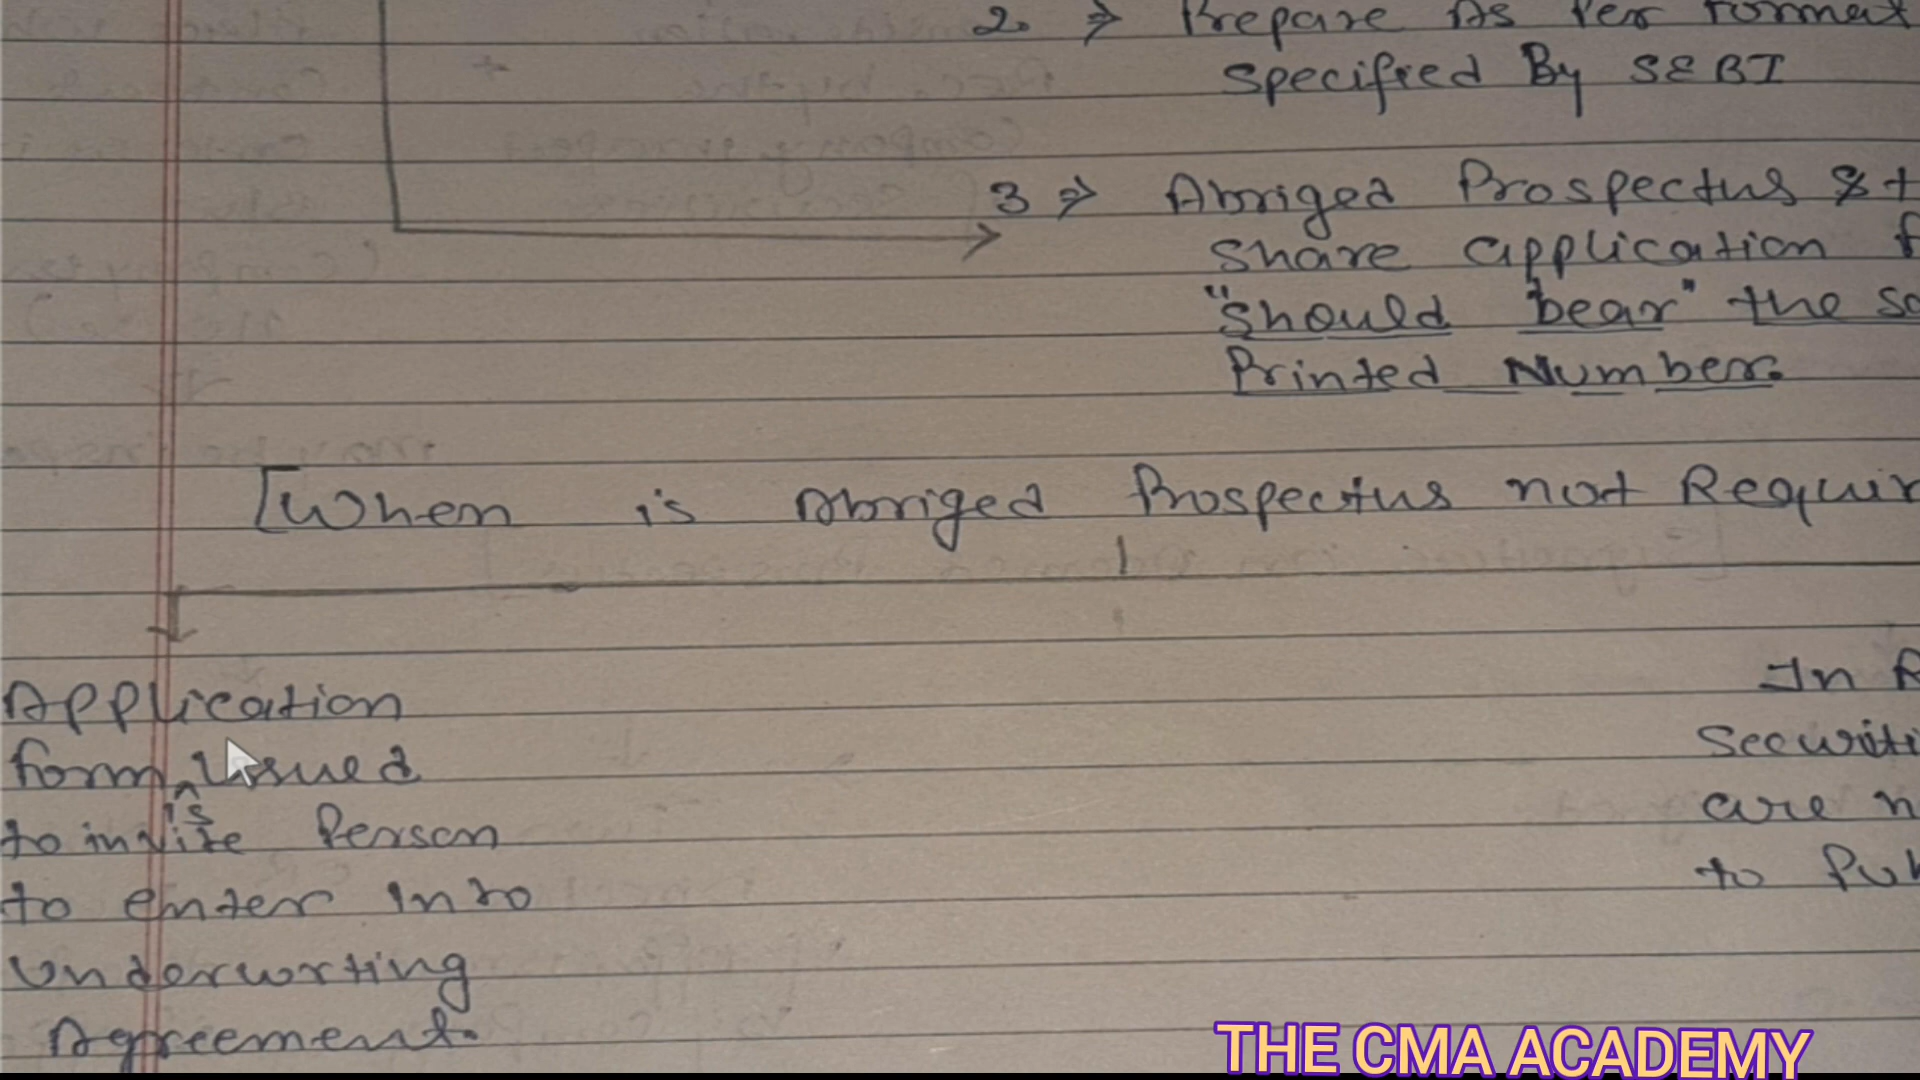 2. ⇒ Prepare As Per Format
Specified By SEBI
3 ⇒ Abriged Prospectus &
Share application
"Should bear" the
Printed Number.
[When is Abriged Prospectus not
Application
form is issued
to invite Person
to enter into
Underwriting
Agreement.
In
are
to
THE CMA ACADEMY